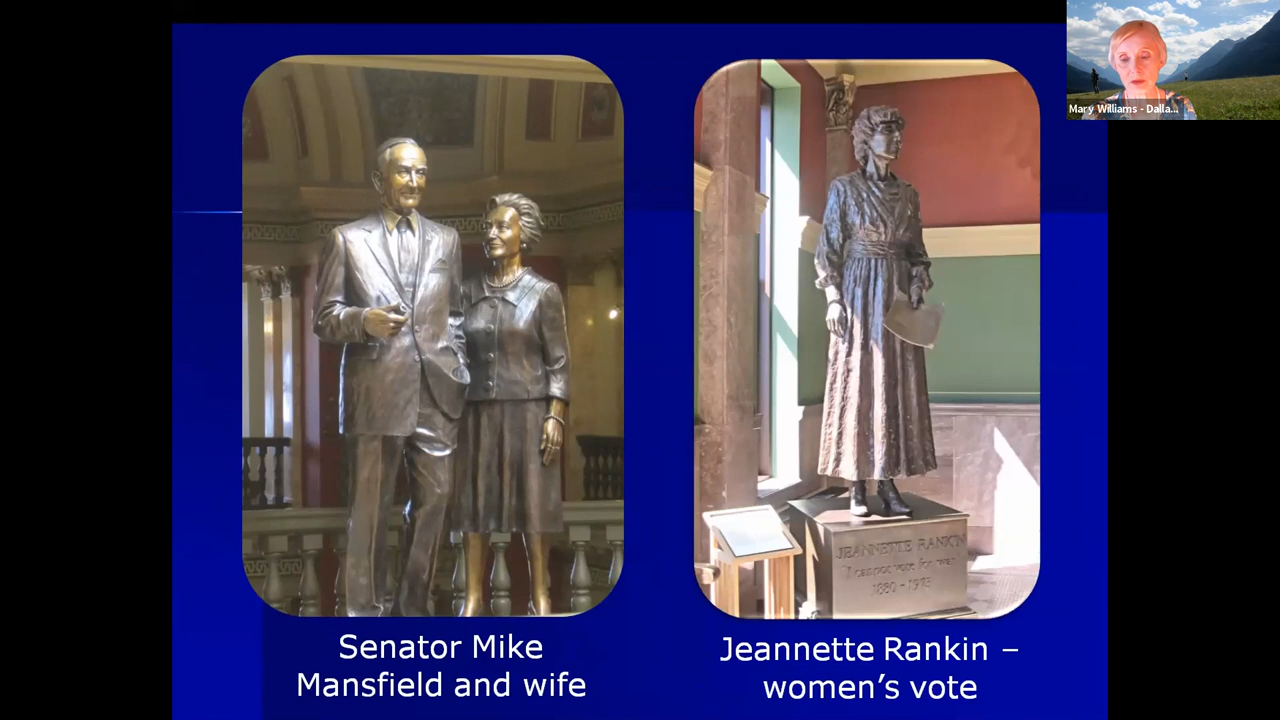 Mary Williams - Dalla...
JEANNETTE RANKIN
I cannot vote for war
1880 - 1973
Senator Mike
Mansfield and wife
Jeannette Rankin –
women's vote